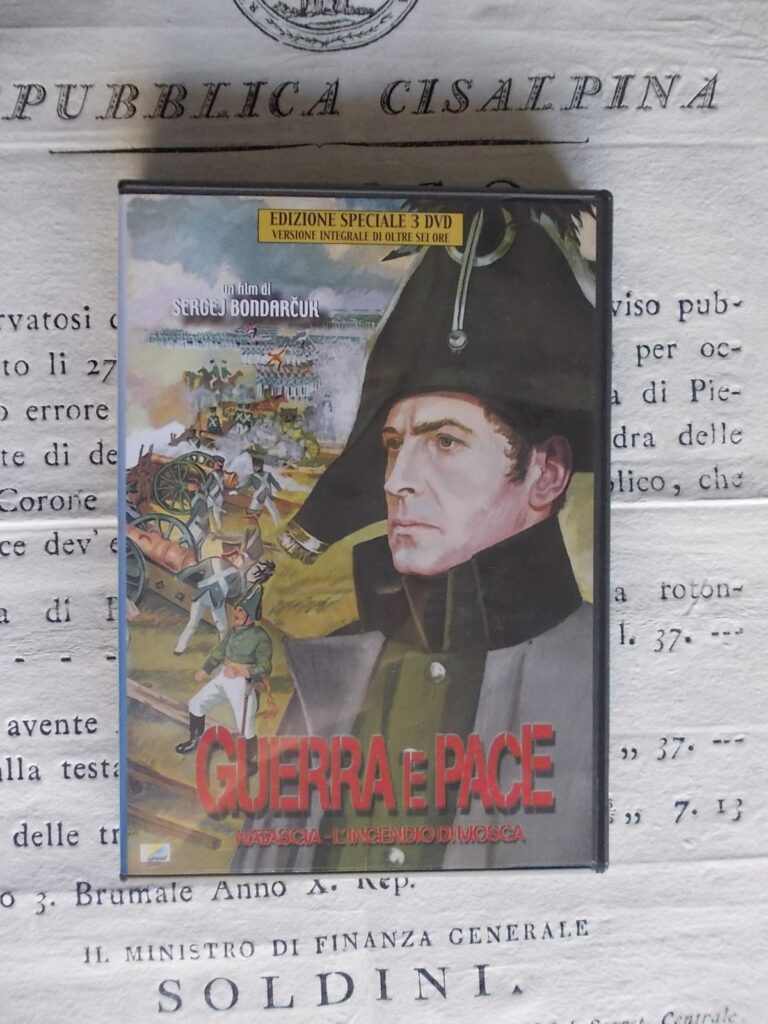 PUBBLICA CISALPINA
EDIZIONE SPECIALE 3 DVD
VERSIONE INTEGRALE DI OLTRE SEI ORE
un film di
SERGEJ BONDARČUK
rvatosi
viso pub-
to li 27
per oc-
errore
a di Pie-
te di de
dra delle
Corone
blico, che
ce dev' e
a di
a roton-
l. 37. ---
- - -
avente
„ 37. ---
lla testa
„ 7. 13
delle tr
GUERRA E PACE
NATASCIA - L'INCENDIO DI MOSCA
o 3. Brumale Anno X. Rep.
IL MINISTRO DI FINANZA GENERALE
SOLDINI.
Centrale.